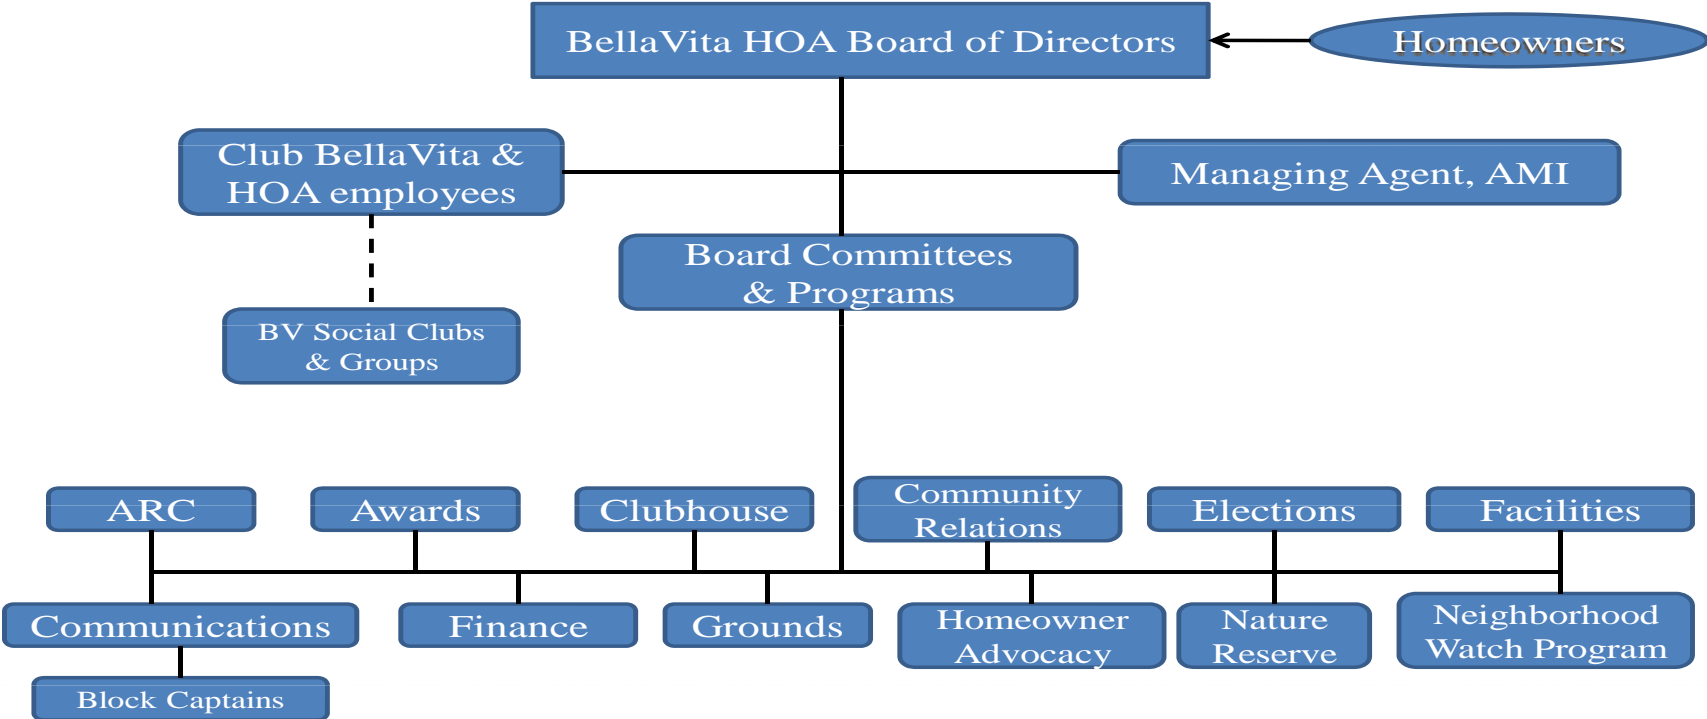 BellaVita HOA Board of Directors
Homeowners
Club BellaVita &
HOA employees
Managing Agent, AMI
Board Committees
& Programs
BV Social Clubs
& Groups
ARC
Awards
Clubhouse
Community
Relations
Elections
Facilities
Communications
Finance
Grounds
Homeowner
Advocacy
Nature
Reserve
Neighborhood
Watch Program
Block Captains